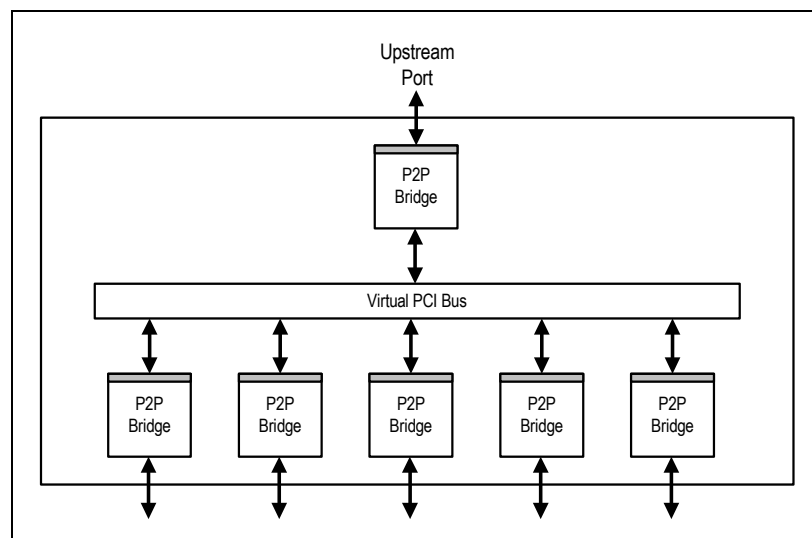 Upstream
Port
P2P
Bridge
Virtual PCI Bus
P2P
Bridge
P2P
Bridge
P2P
Bridge
P2P
Bridge
P2P
Bridge